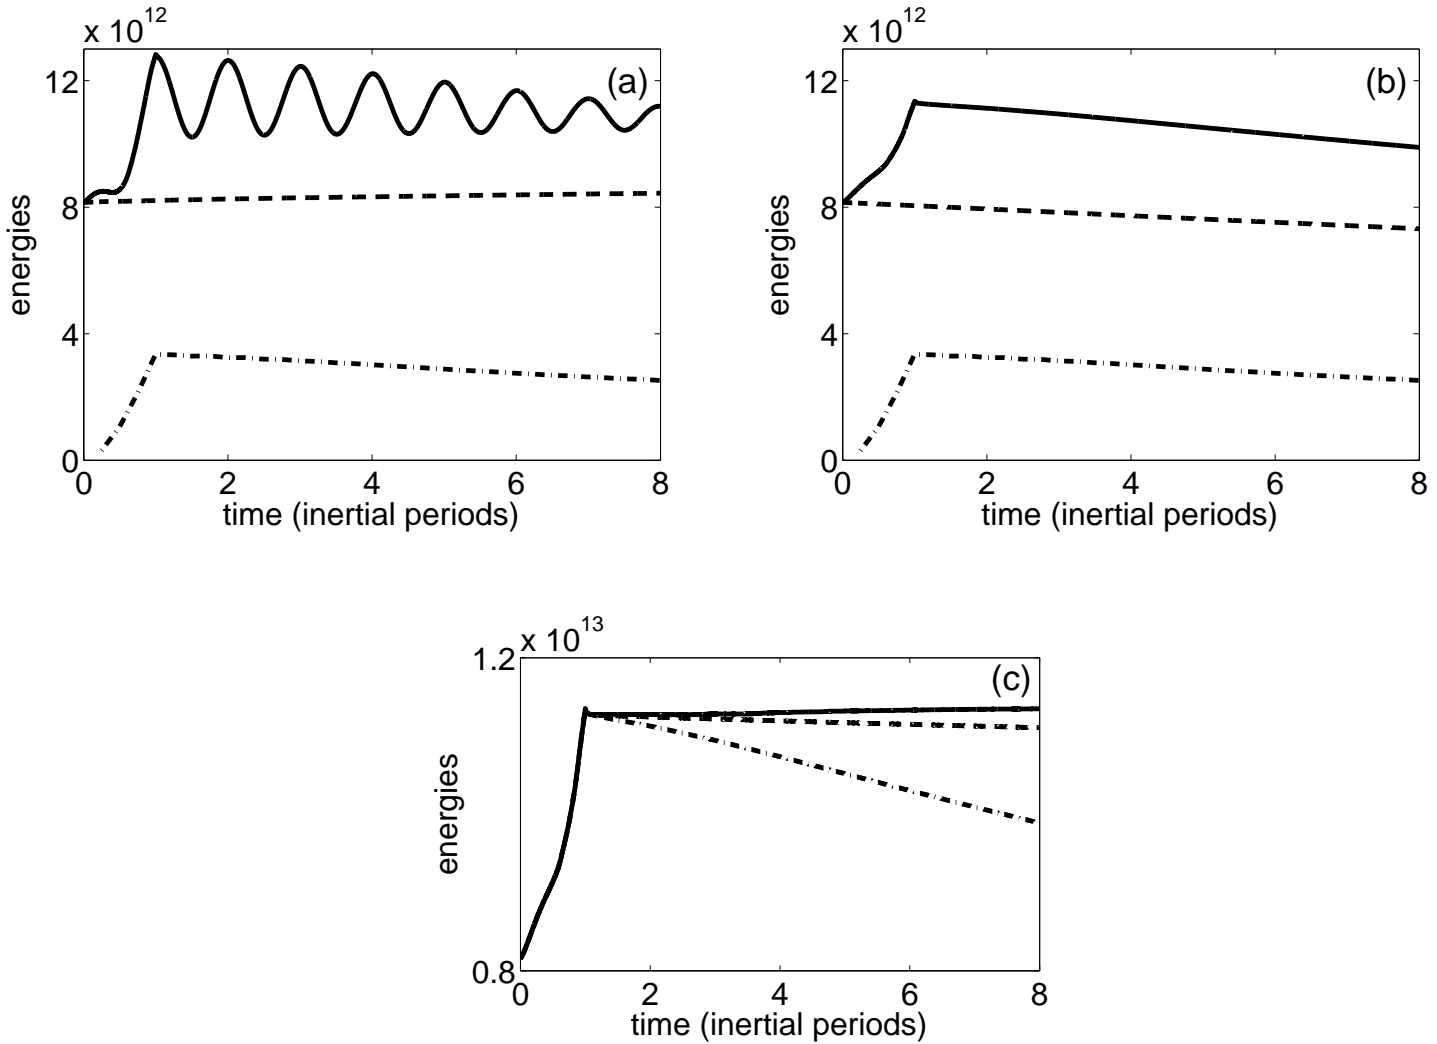 x 10^12
(a)
12
8
4
0
energies
0 2 4 6 8
time (inertial periods)
x 10^12
(b)
12
8
4
0
energies
0 2 4 6 8
time (inertial periods)
x 10^13
(c)
1.2
0.8
energies
0 2 4 6 8
time (inertial periods)